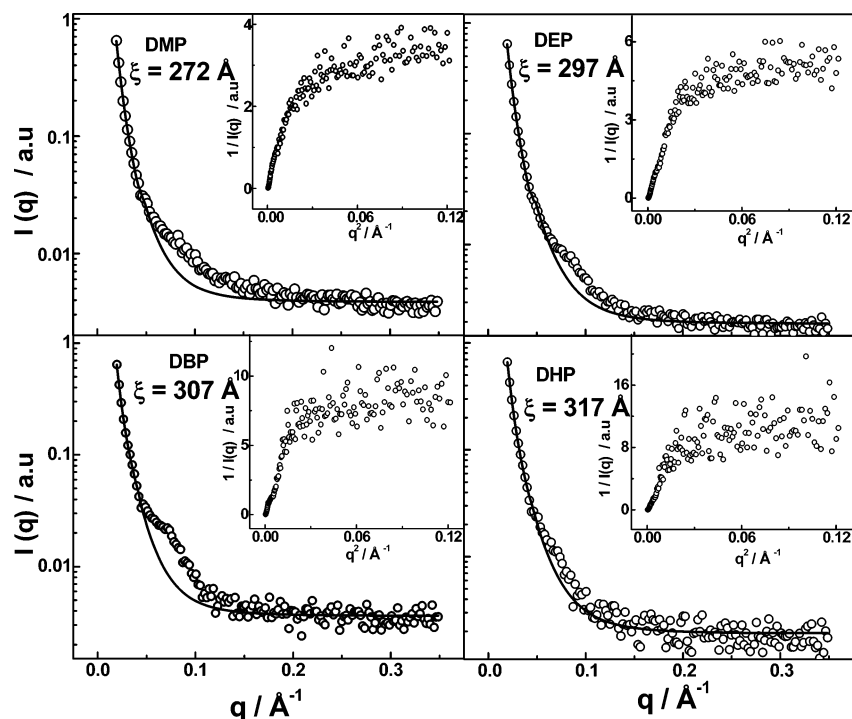 DMP
ξ = 272 Å
I (q) / a.u
1
0.1
0.01
1 / I(q) / a.u
4
2
0
0.00
0.06
0.12
q² / Å⁻¹
DEP
ξ = 297 Å
1 / I(q) / a.u
6
3
0
0.00
0.06
0.12
q² / Å⁻¹
DBP
ξ = 307 Å
I (q) / a.u
1
0.1
0.01
1 / I(q) / a.u
10
5
0
0.00
0.06
0.12
q² / Å⁻¹
0.0
0.1
0.2
0.3
q / Å⁻¹
DHP
ξ = 317 Å
1 / I(q) / a.u
16
8
0
0.00
0.06
0.12
q² / Å⁻¹
0.0
0.1
0.2
0.3
q / Å⁻¹